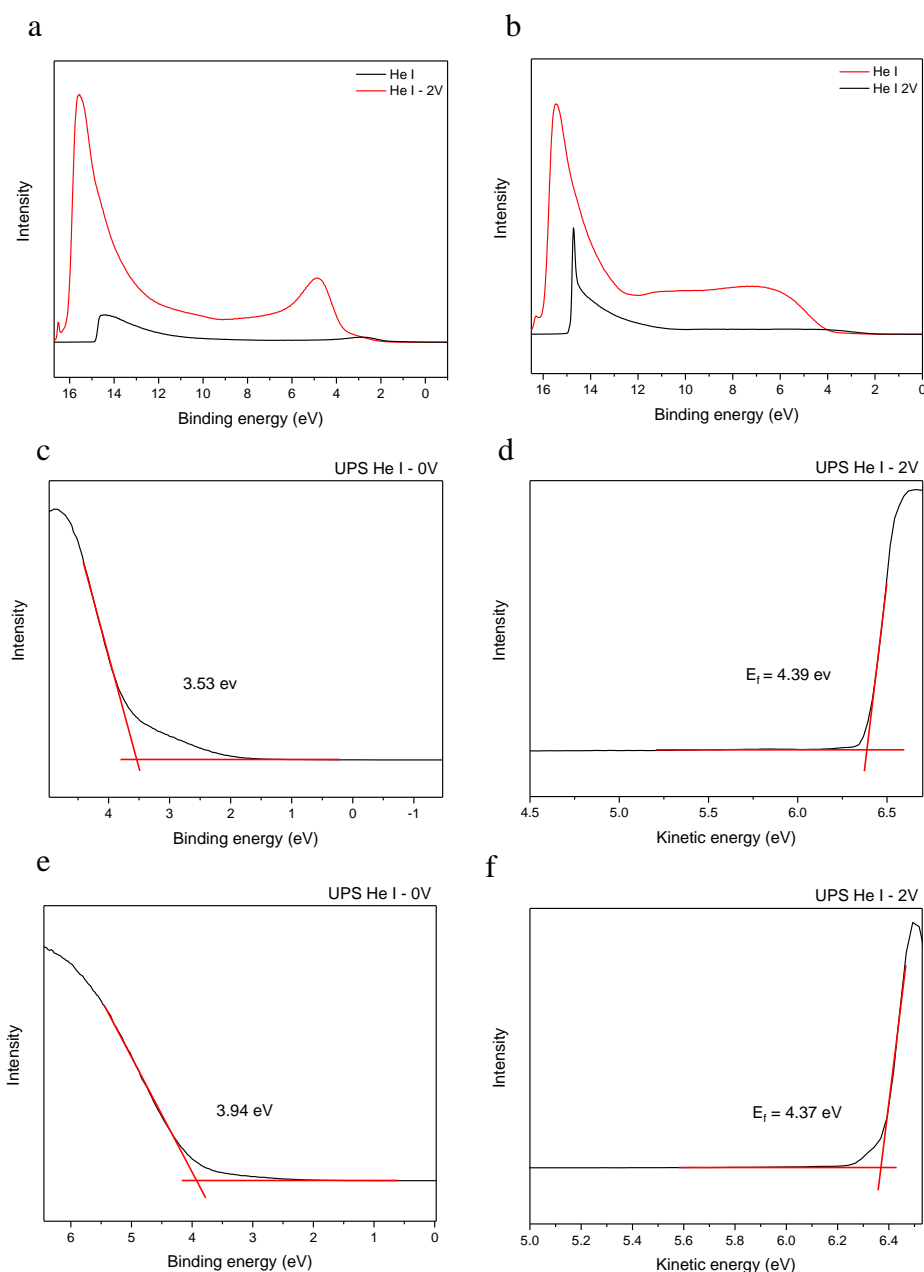 a
He I
He I - 2V
Intensity
16 14 12 10 8 6 4 2 0
Binding energy (eV)
b
He I
He I 2V
Intensity
16 14 12 10 8 6 4 2 0
Binding energy (eV)
c
UPS He I - 0V
Intensity
3.53 ev
4 3 2 1 0 -1
Binding energy (eV)
d
UPS He I - 2V
Intensity
Ef = 4.39 ev
4.5 5.0 5.5 6.0 6.5
Kinetic energy (eV)
e
UPS He I - 0V
Intensity
3.94 eV
6 5 4 3 2 1 0
Binding energy (eV)
f
UPS He I - 2V
Intensity
Ef = 4.37 eV
5.0 5.2 5.4 5.6 5.8 6.0 6.2 6.4
Kinetic energy (eV)